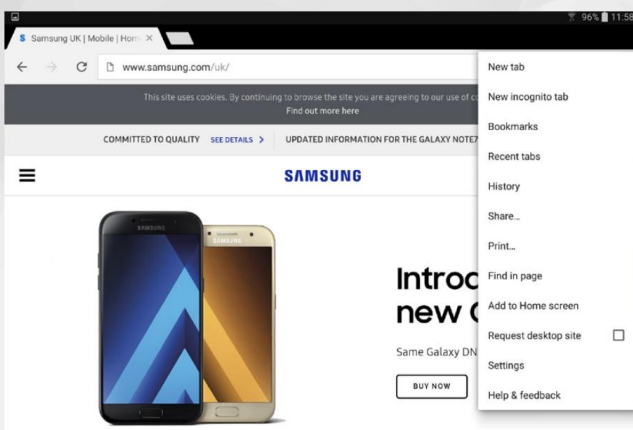 96% 11:58
S Samsung UK | Mobile | Hom
www.samsung.com/uk/
This site uses cookies. By continuing to browse the site you are agreeing to our use of
Find out more here
COMMITTED TO QUALITY SEE DETAILS > UPDATED INFORMATION FOR THE GALAXY NOTE7
SAMSUNG
SAMSUNG
SAMSUNG
Introd
new
Same Galaxy DN
BUY NOW
New tab
New incognito tab
Bookmarks
Recent tabs
History
Share...
Print...
Find in page
Add to Home screen
Request desktop site
Settings
Help & feedback